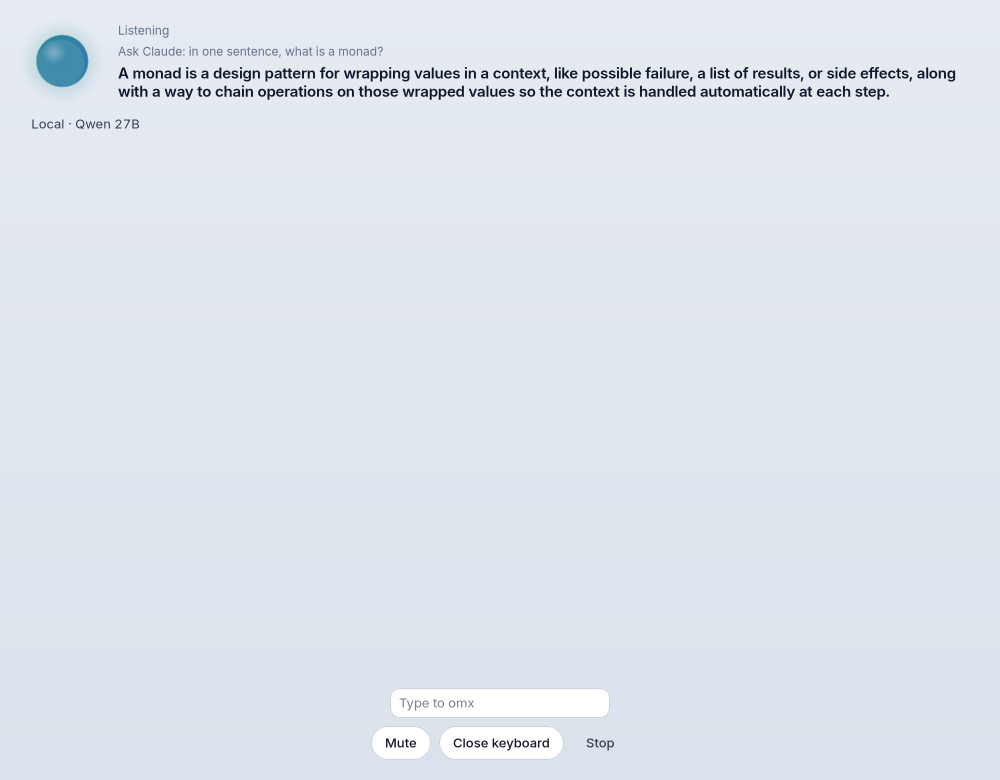 Listening
Ask Claude: in one sentence, what is a monad?
A monad is a design pattern for wrapping values in a context, like possible failure, a list of results, or side effects, along
with a way to chain operations on those wrapped values so the context is handled automatically at each step.
Local · Qwen 27B
Type to omx
Mute
Close keyboard
Stop